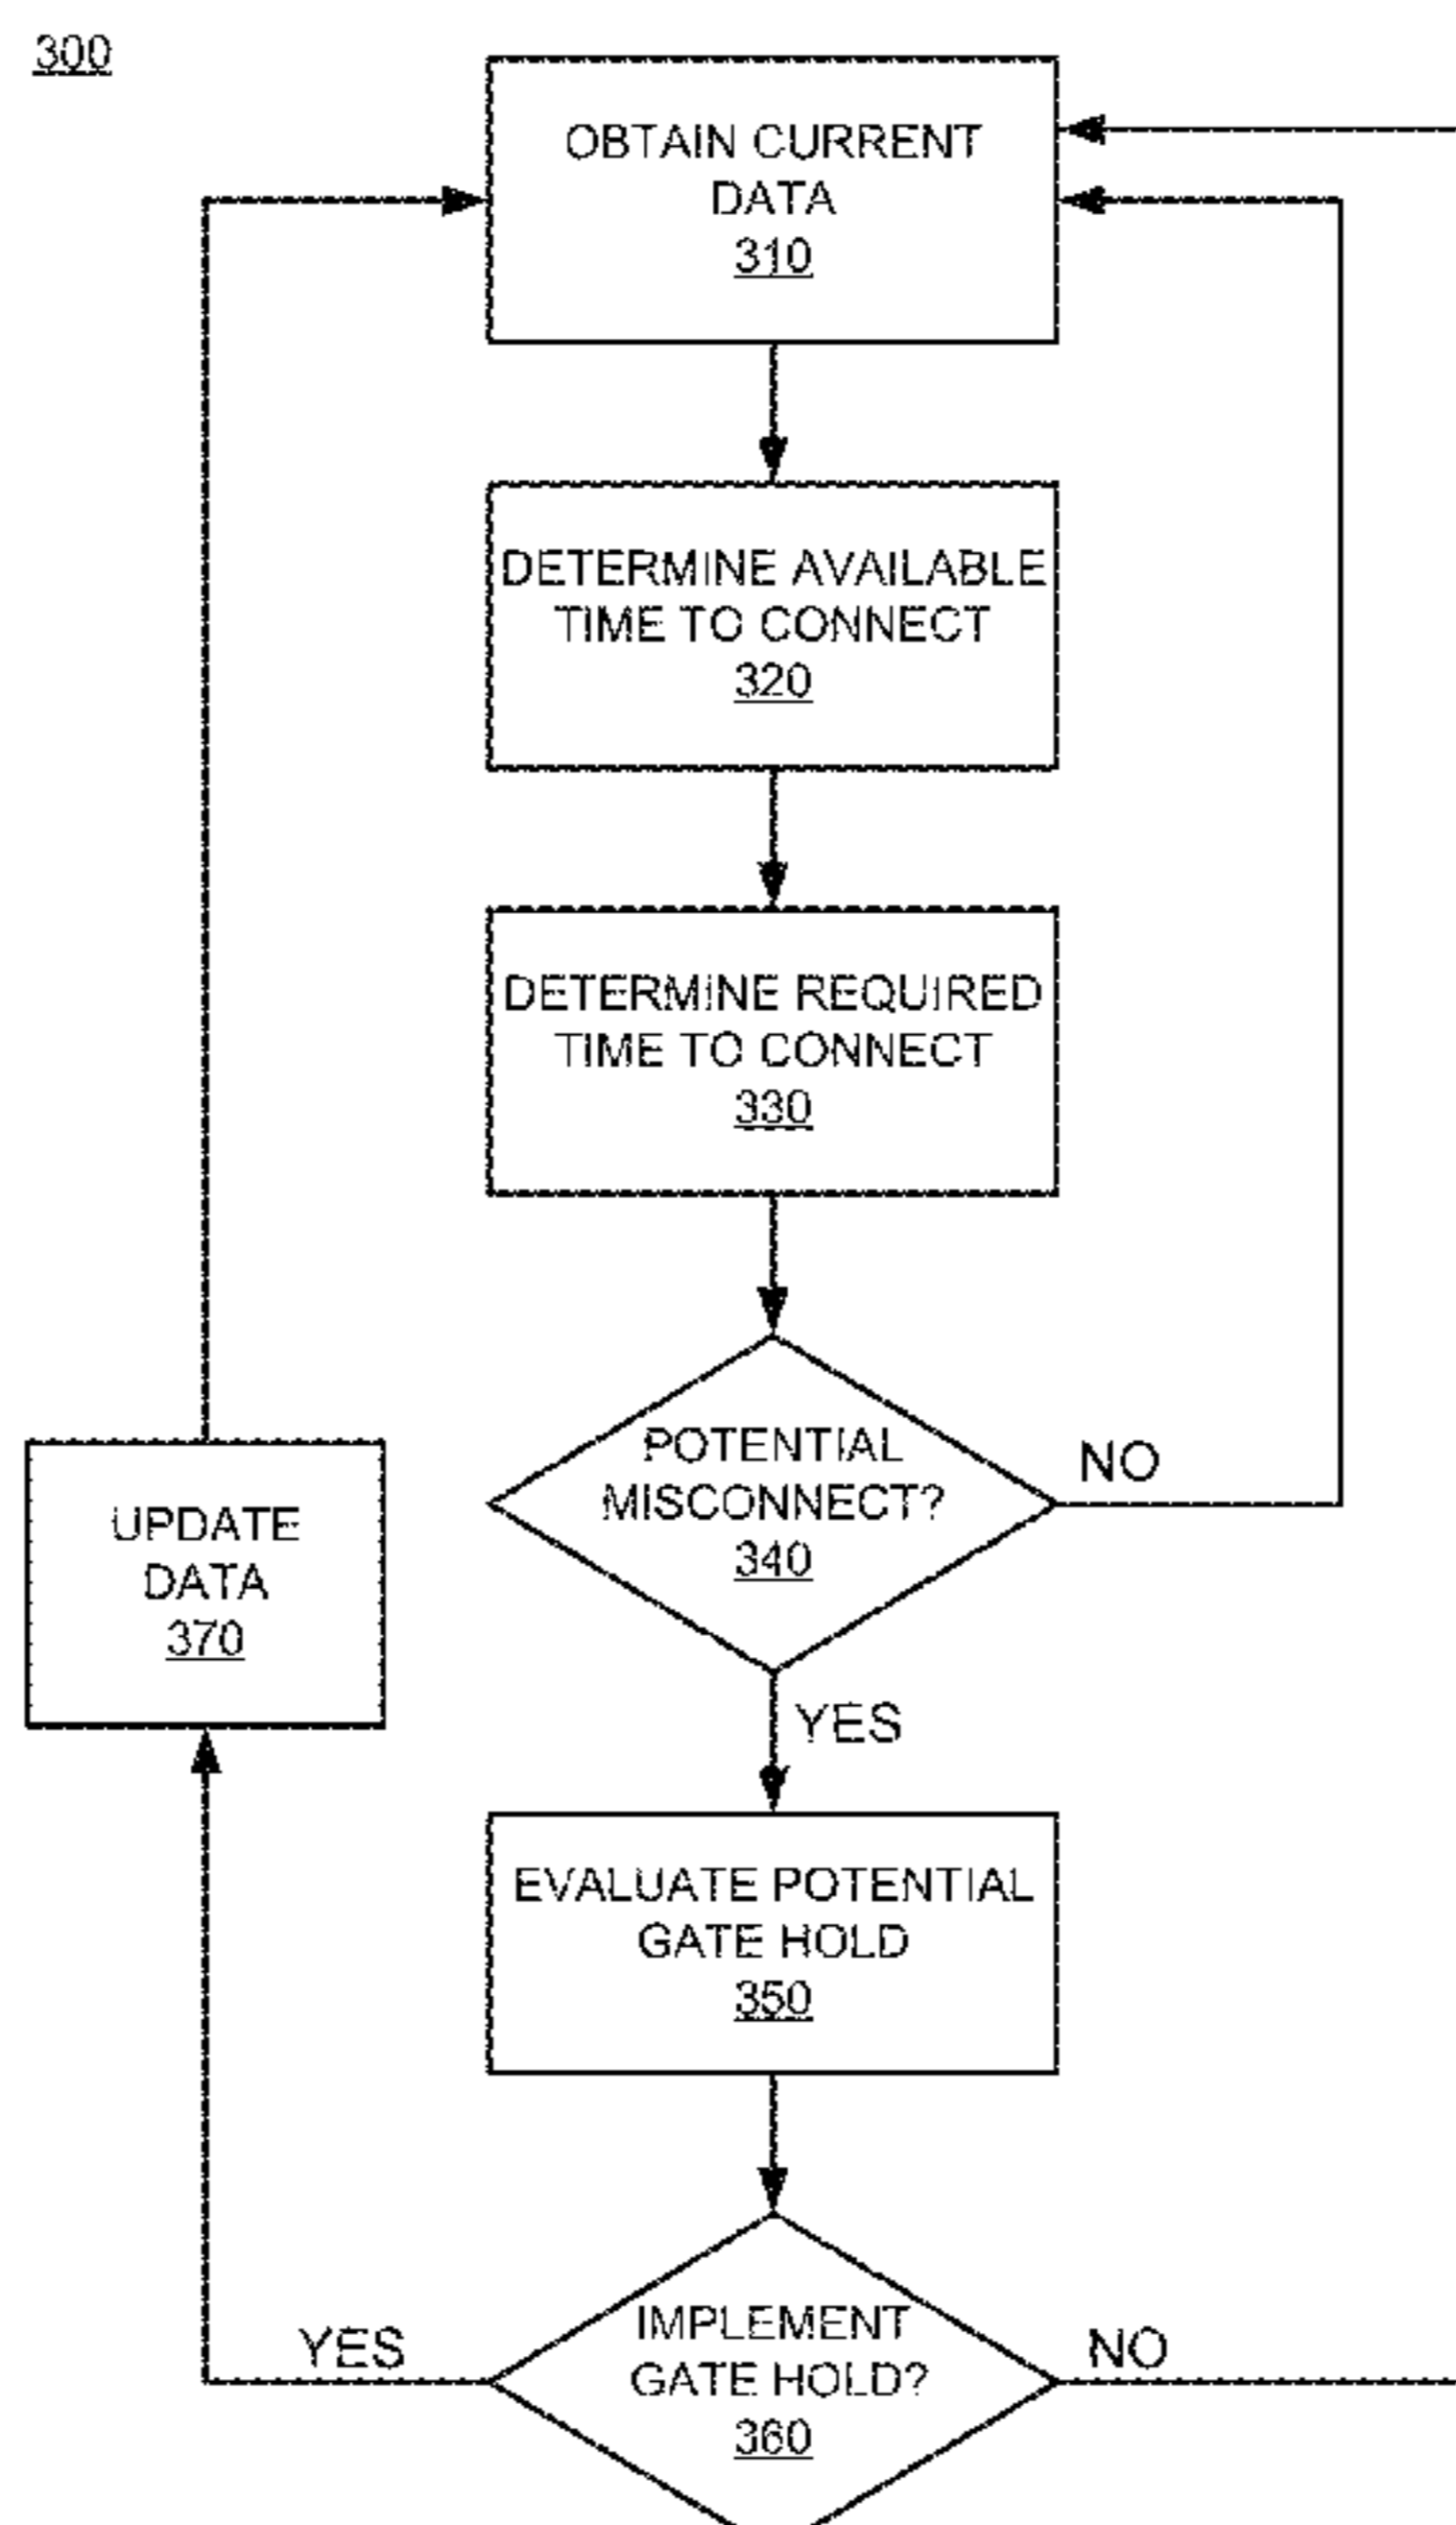 300
OBTAIN CURRENT
DATA
310
DETERMINE AVAILABLE
TIME TO CONNECT
320
DETERMINE REQUIRED
TIME TO CONNECT
330
POTENTIAL
MISCONNECT?
340
NO
UPDATE
DATA
370
YES
EVALUATE POTENTIAL
GATE HOLD
350
YES
IMPLEMENT
GATE HOLD?
360
NO